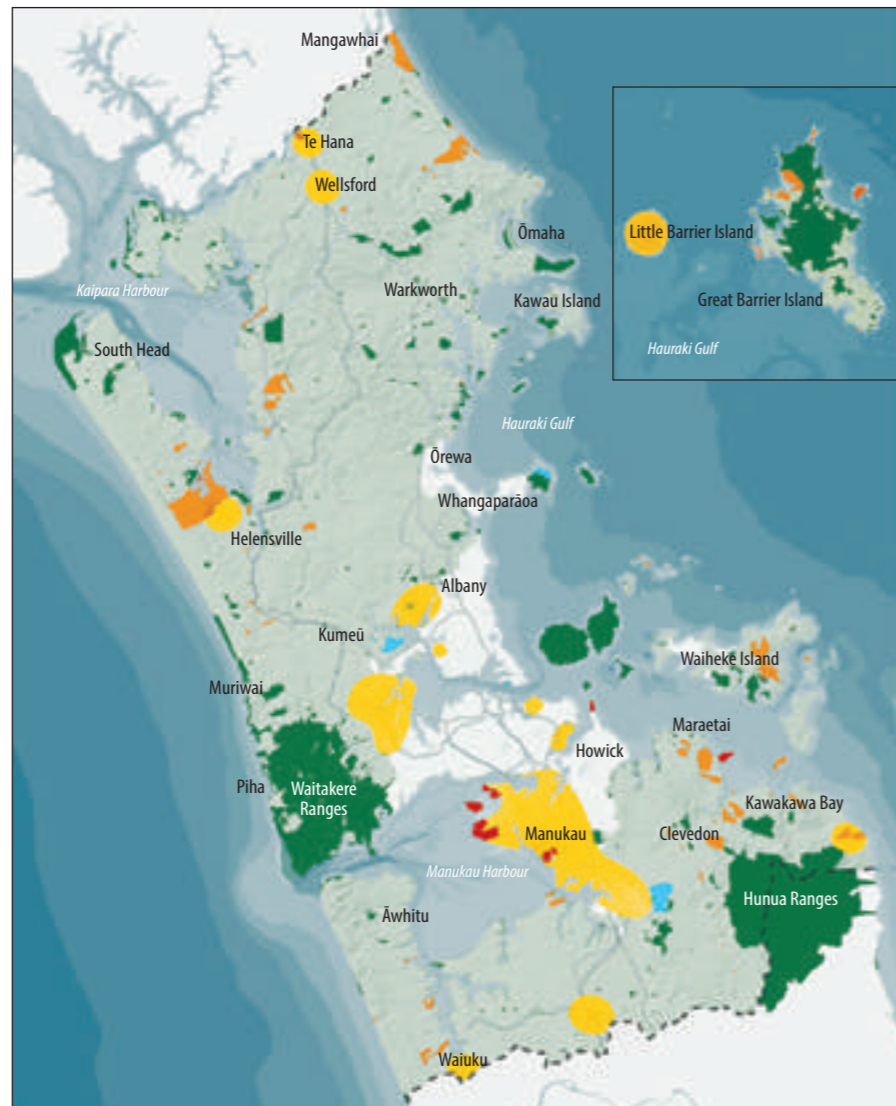 Mangawhai
Te Hana
Wellsford
Ōmaha
Little Barrier Island
Kaipara Harbour
Warkworth
Kawau Island
Great Barrier Island
South Head
Hauraki Gulf
Hauraki Gulf
Ōrewa
Whangaparāoa
Helensville
Albany
Kumeū
Waiheke Island
Muriwai
Maraetai
Howick
Piha
Waitakere
Ranges
Kawakawa Bay
Manukau
Clevedon
Manukau Harbour
Hunua Ranges
Āwhitu
Waiuku